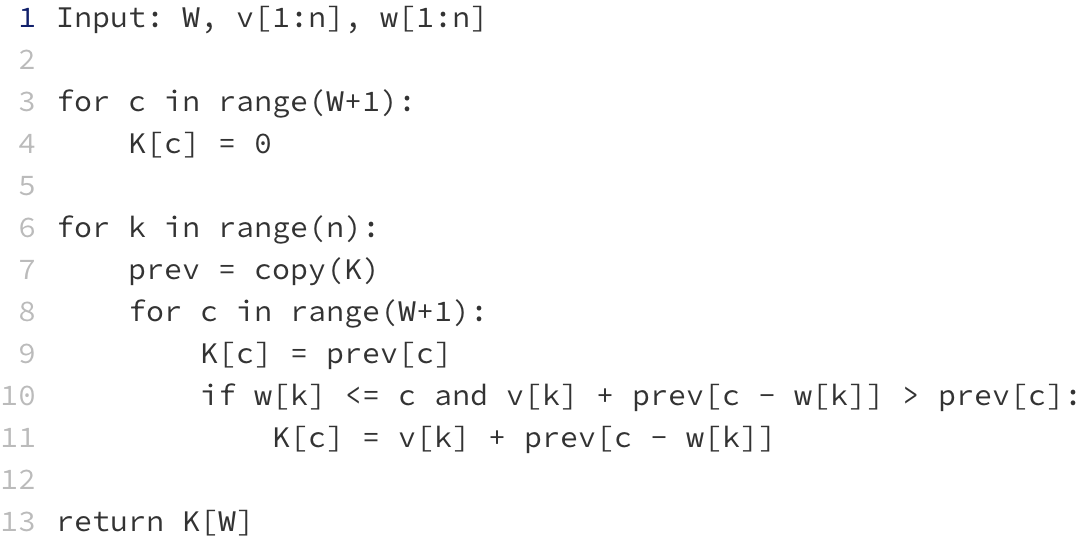 1 Input: W, v[1:n], w[1:n]
2
3 for c in range(W+1):
4     K[c] = 0
5
6 for k in range(n):
7     prev = copy(K)
8     for c in range(W+1):
9         K[c] = prev[c]
10         if w[k] <= c and v[k] + prev[c - w[k]] > prev[c]:
11             K[c] = v[k] + prev[c - w[k]]
12
13 return K[W]